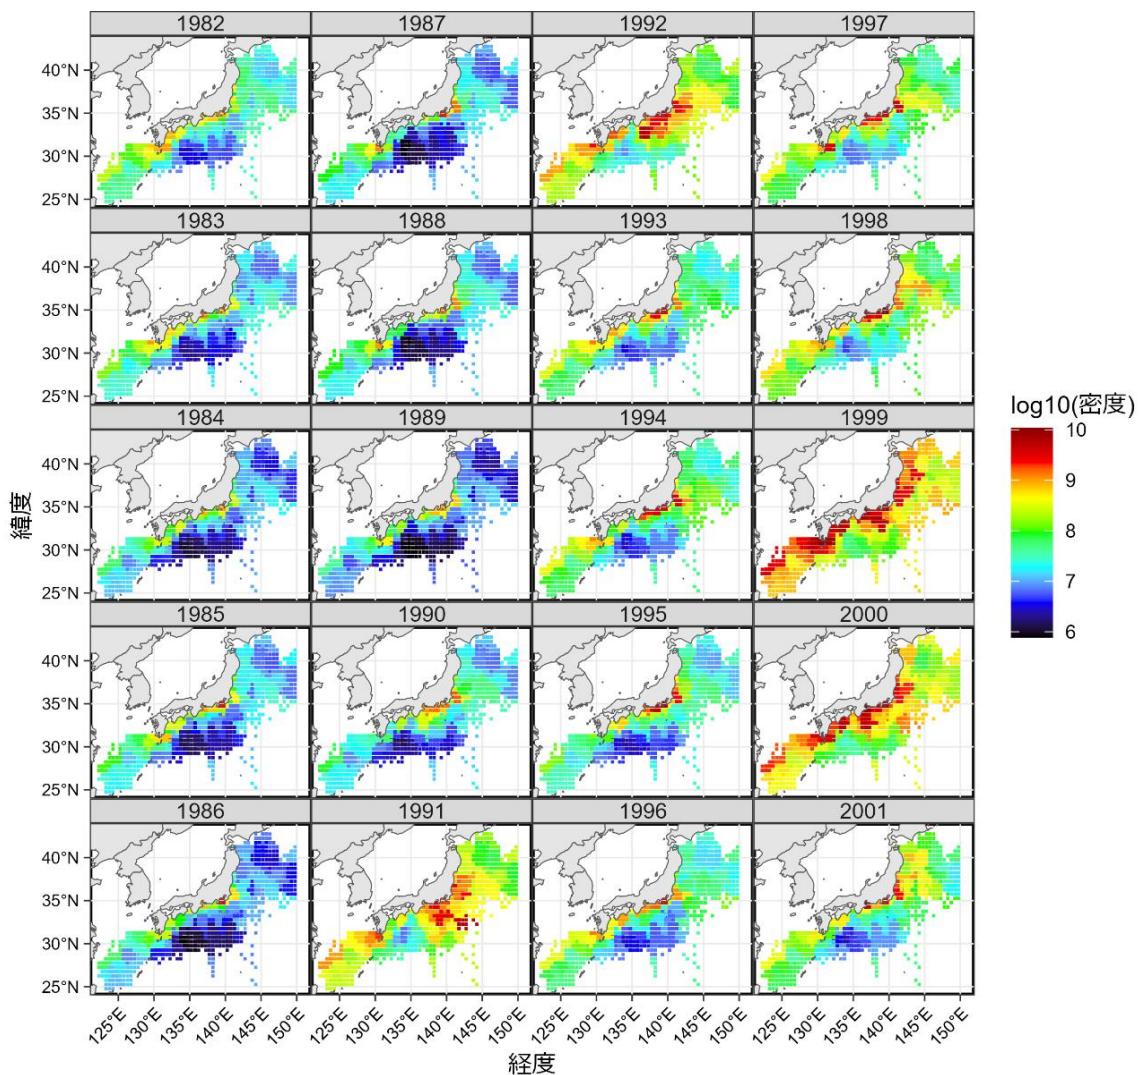 1982 1987 1992 1997
40°N
35°N
30°N
25°N
1983 1988 1993 1998
40°N
35°N
30°N
25°N
log10(密度)
10
9
8
7
6
1984 1989 1994 1999
緯度
40°N
35°N
30°N
25°N
1985 1990 1995 2000
40°N
35°N
30°N
25°N
1986 1991 1996 2001
40°N
35°N
30°N
25°N
125°E 130°E 135°E 140°E 145°E 150°E 125°E 130°E 135°E 140°E 145°E 150°E 125°E 130°E 135°E 140°E 145°E 150°E 125°E 130°E 135°E 140°E 145°E 150°E
経度